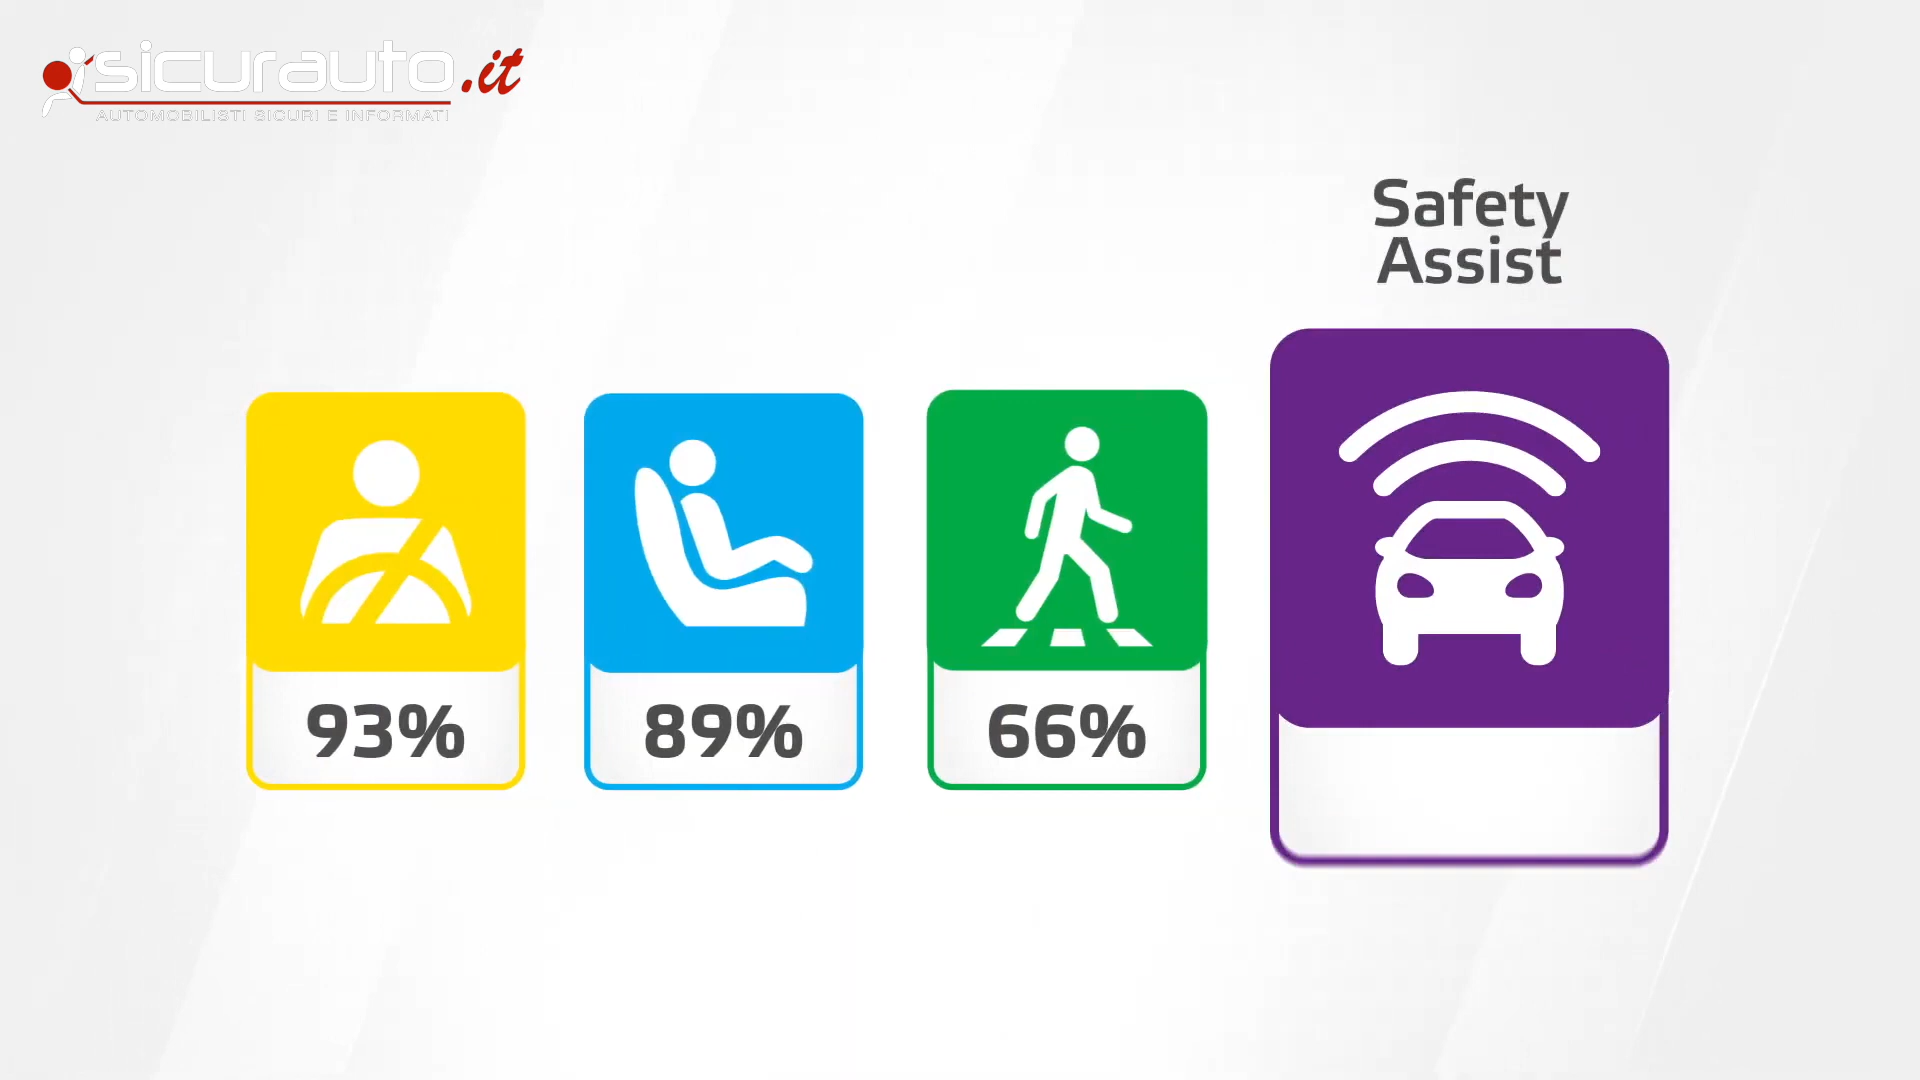 sicurauto.it
AUTOMOBILISTI SICURI E INFORMATI
Safety
Assist
93%
89%
66%